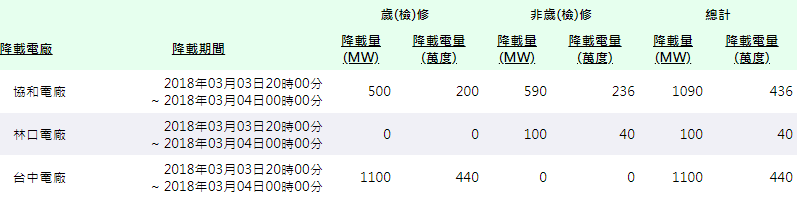 歲(檢)修 非歲(檢)修 總計
降載電廠 降載期間 降載量(MW) 降載電量(萬度) 降載量(MW) 降載電量(萬度) 降載量(MW) 降載電量(萬度)
協和電廠 2018年03月03日20時00分 500 200 590 236 1090 436
~ 2018年03月04日00時00分
林口電廠 2018年03月03日20時00分 0 0 100 40 100 40
~ 2018年03月04日00時00分
台中電廠 2018年03月03日20時00分 1100 440 0 0 1100 440
~ 2018年03月04日00時00分